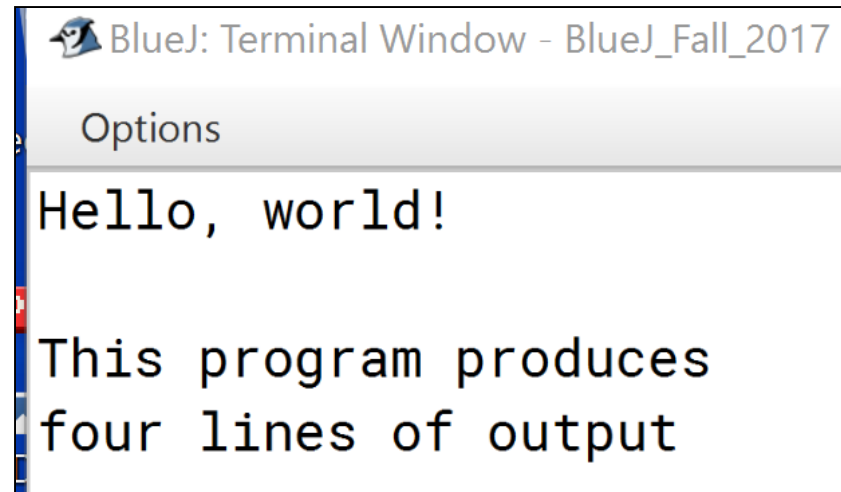 BlueJ: Terminal Window - BlueJ_Fall_2017
Options
Hello, world!
This program produces
four lines of output